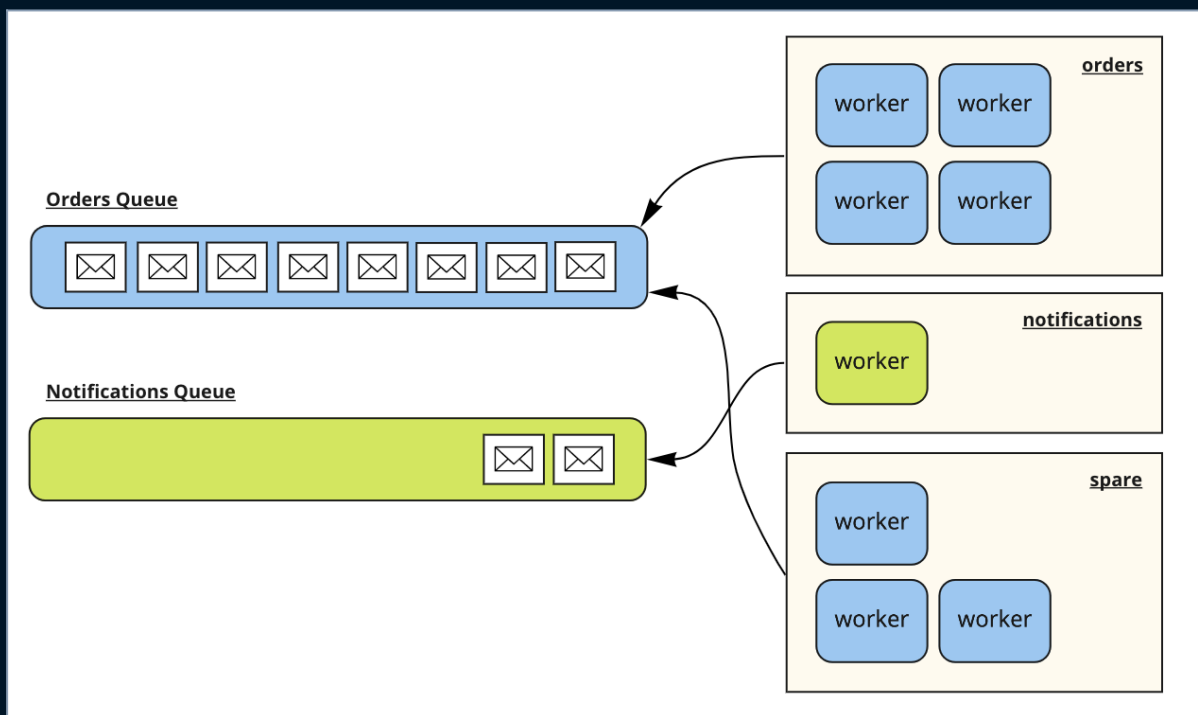 orders
worker worker
worker worker
Orders Queue
notifications
worker
Notifications Queue
spare
worker
worker worker